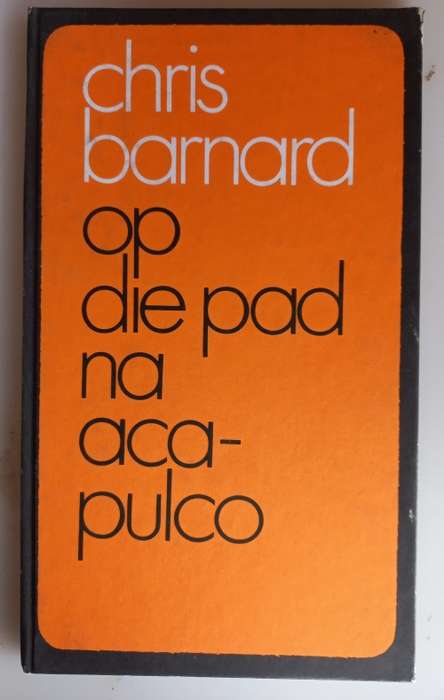 chris
barnard
op
die pad
na
aca-
pulco